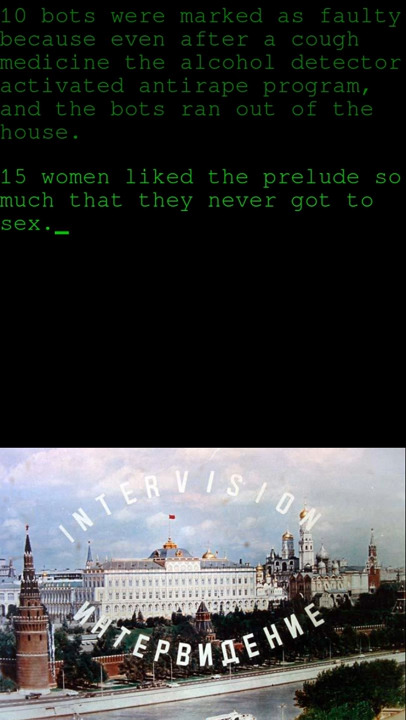 10 bots were marked as faulty
because even after a cough
medicine the alcohol detector
activated antirape program,
and the bots ran out of the
house.
15 women liked the prelude so
much that they never got to
sex._
INTERVISION
ИНТЕРВИДЕНИЕ